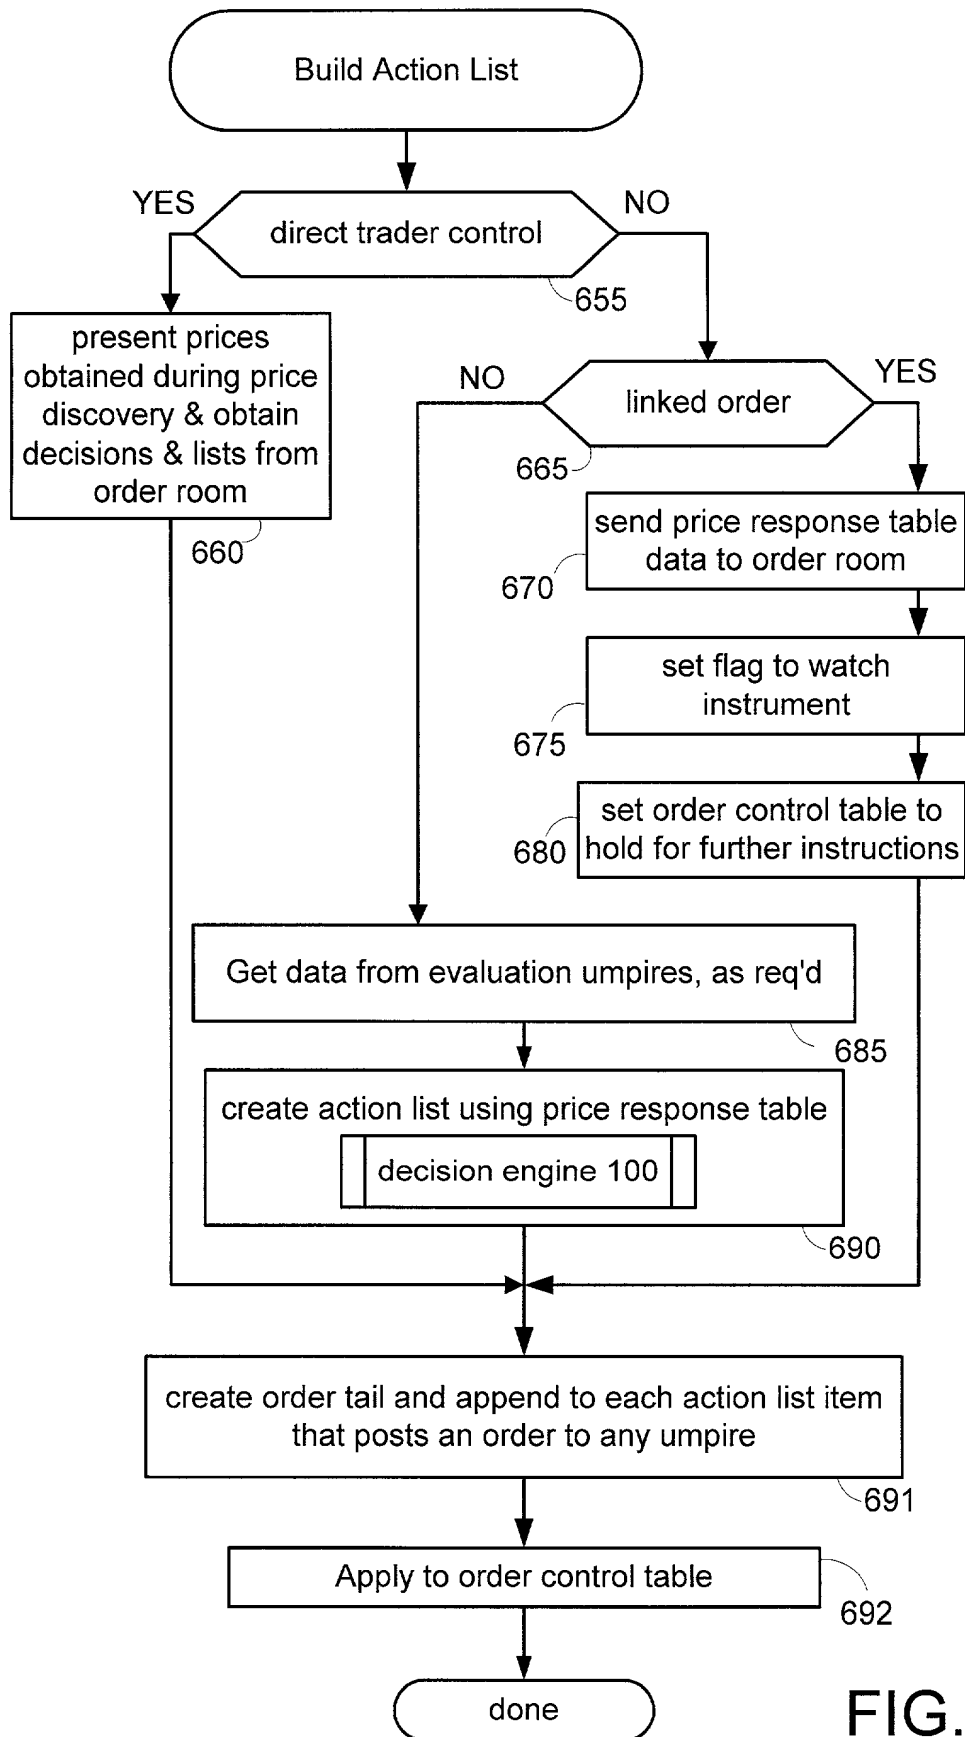 Build Action List
YES
NO
direct trader control
655
present prices
obtained during price
discovery & obtain
decisions & lists from
order room
660
NO
YES
linked order
665
send price response table
data to order room
670
set flag to watch
instrument
675
set order control table to
hold for further instructions
680
Get data from evaluation umpires, as req'd
685
create action list using price response table
decision engine 100
690
create order tail and append to each action list item
that posts an order to any umpire
691
Apply to order control table
692
done
FIG.